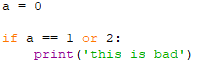 a = 0
if a == 1 or 2:
    print('this is bad')